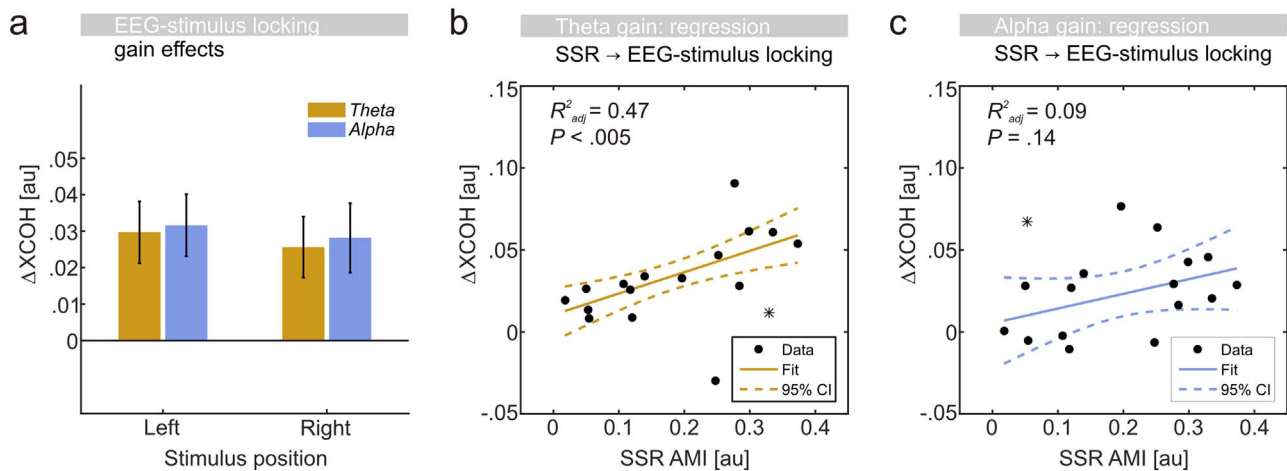 a
EEG-stimulus locking
gain effects
Theta
Alpha
ΔXCOH [au]
.05
.04
.03
.03
.01
0
Left
Right
Stimulus position
b
Theta gain: regression
SSR → EEG-stimulus locking
R²adj = 0.47
P < .005
ΔXCOH [au]
.15
.10
.05
0
-.05
Data
Fit
95% CI
0 0.1 0.2 0.3 0.4
SSR AMI [au]
c
Alpha gain: regression
SSR → EEG-stimulus locking
R²adj = 0.09
P = .14
ΔXCOH [au]
.15
.10
.05
0
-.05
Data
Fit
95% CI
0 0.1 0.2 0.3 0.4
SSR AMI [au]